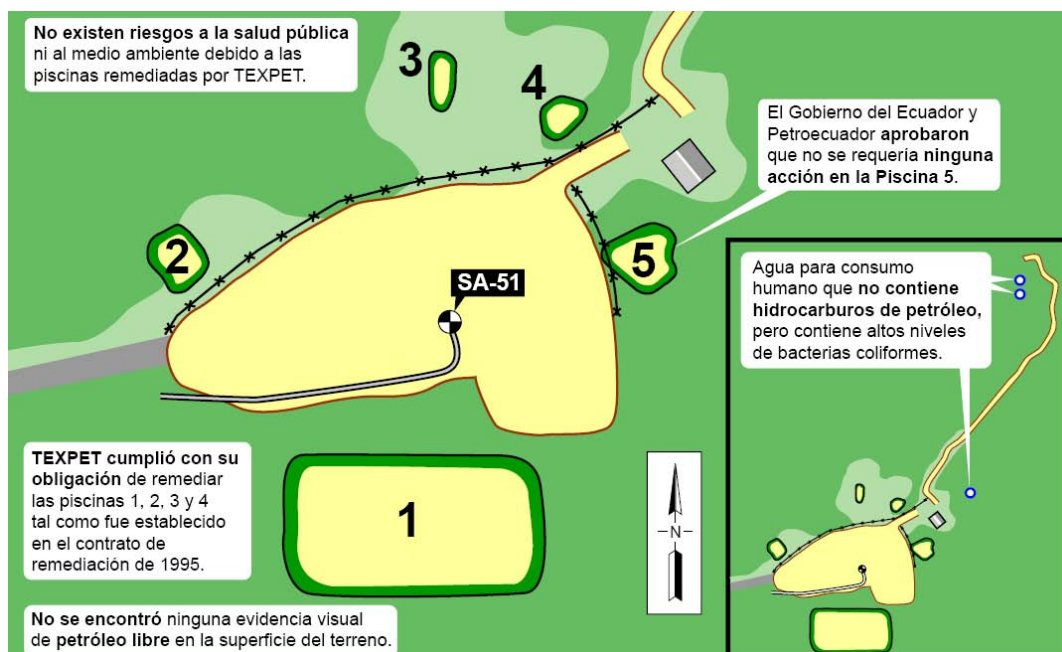 No existen riesgos a la salud pública
ni al medio ambiente debido a las
piscinas remediadas por TEXPET.
3
4
El Gobierno del Ecuador y
Petroecuador aprobaron
que no se requería ninguna
acción en la Piscina 5.
2
5
SA-51
Agua para consumo
humano que no contiene
hidrocarburos de petróleo,
pero contiene altos niveles
de bacterias coliformes.
TEXPET cumplió con su
obligación de remediar
las piscinas 1, 2, 3 y 4
tal como fue establecido
en el contrato de
remediación de 1995.
1
N
No se encontró ninguna evidencia visual
de petróleo libre en la superficie del terreno.